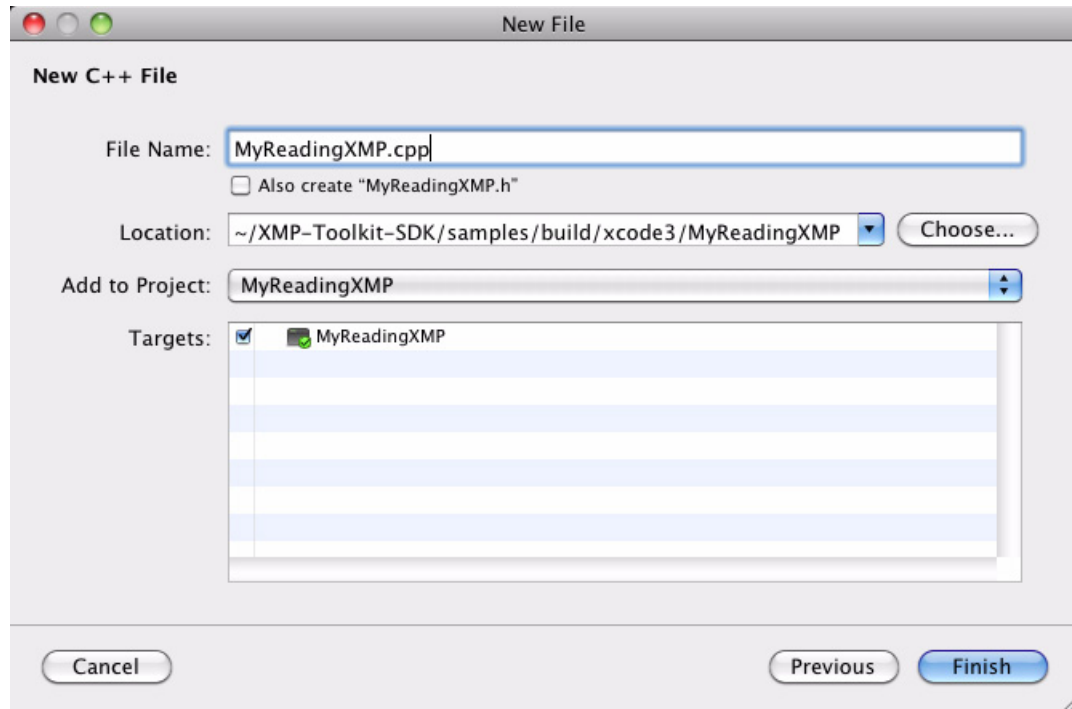 New File
New C++ File
File Name: MyReadingXMP.cpp
Also create “MyReadingXMP.h”
Location: ~/XMP-Toolkit-SDK/samples/build/xcode3/MyReadingXMP Choose...
Add to Project: MyReadingXMP
Targets: MyReadingXMP
Cancel Previous Finish